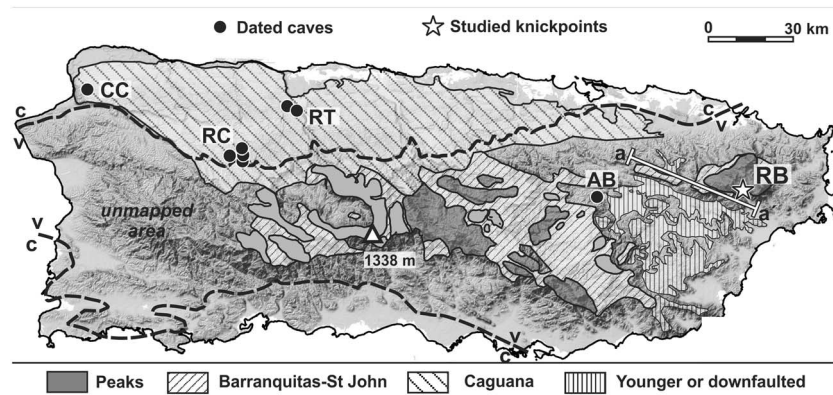 Dated caves Studied knickpoints 0 30 km
CC
RT
RC
c
v
c
v
a
RB
AB
a
unmapped
area
v
c
1338 m
v
c
Peaks Barranquitas-St John Caguana Younger or downfaulted